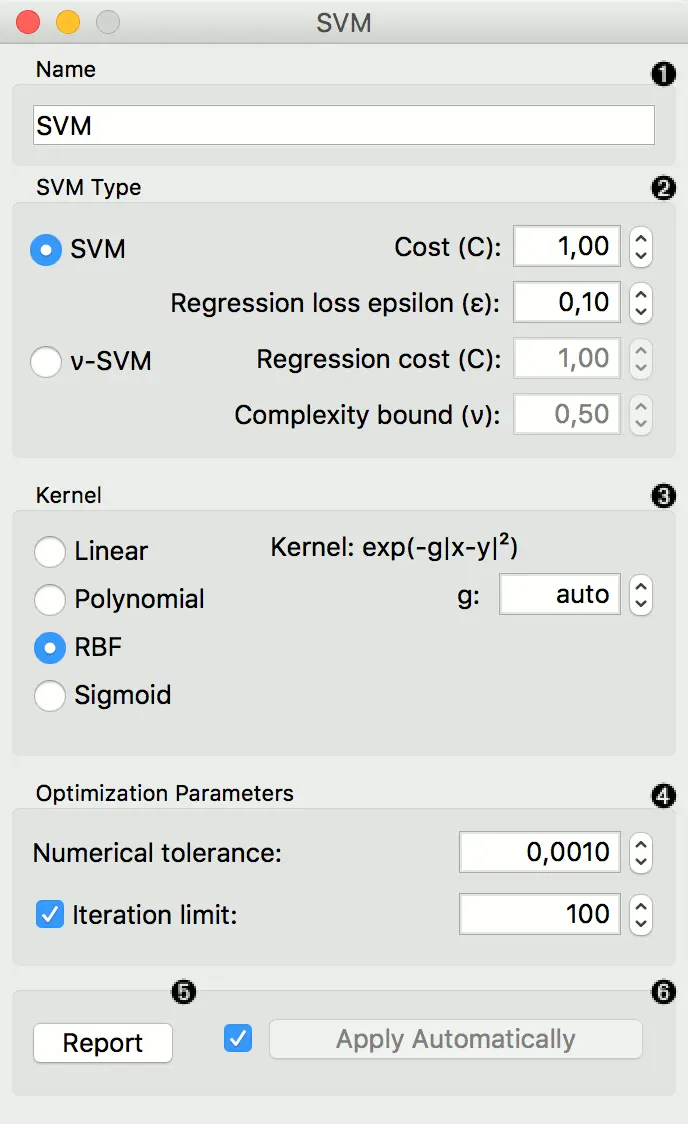 SVM
Name ❶
SVM
SVM Type ❷
SVM Cost (C): 1,00
Regression loss epsilon (ε): 0,10
ν-SVM Regression cost (C): 1,00
Complexity bound (ν): 0,50
Kernel ❸
Linear Kernel: exp(-g|x-y|²)
Polynomial g: auto
RBF
Sigmoid
Optimization Parameters ❹
Numerical tolerance: 0,0010
Iteration limit: 100
❺ ❻
Report Apply Automatically